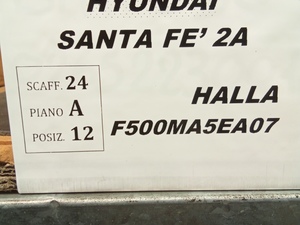 HYUNDAI
SANTA FE' 2A
SCAFF. 24
PIANO A
POSIZ. 12
HALLA
F500MA5EA07